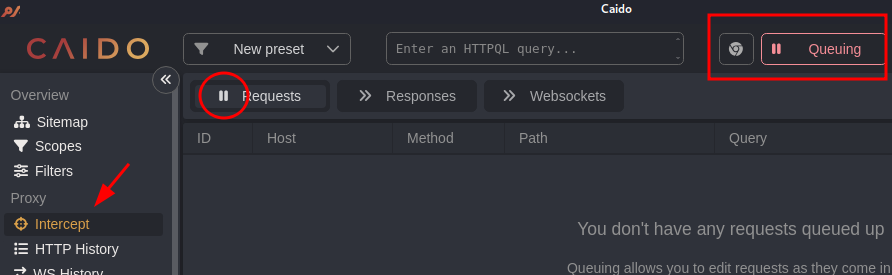 Caido
CAIDO
New preset
Enter an HTTPQL query...
Queuing
Overview
Requests
Responses
Websockets
Sitemap
Scopes
Filters
ID Host Method Path Query
Proxy
Intercept
HTTP History
WS History
You don't have any requests queued up
Queuing allows you to edit requests as they come in